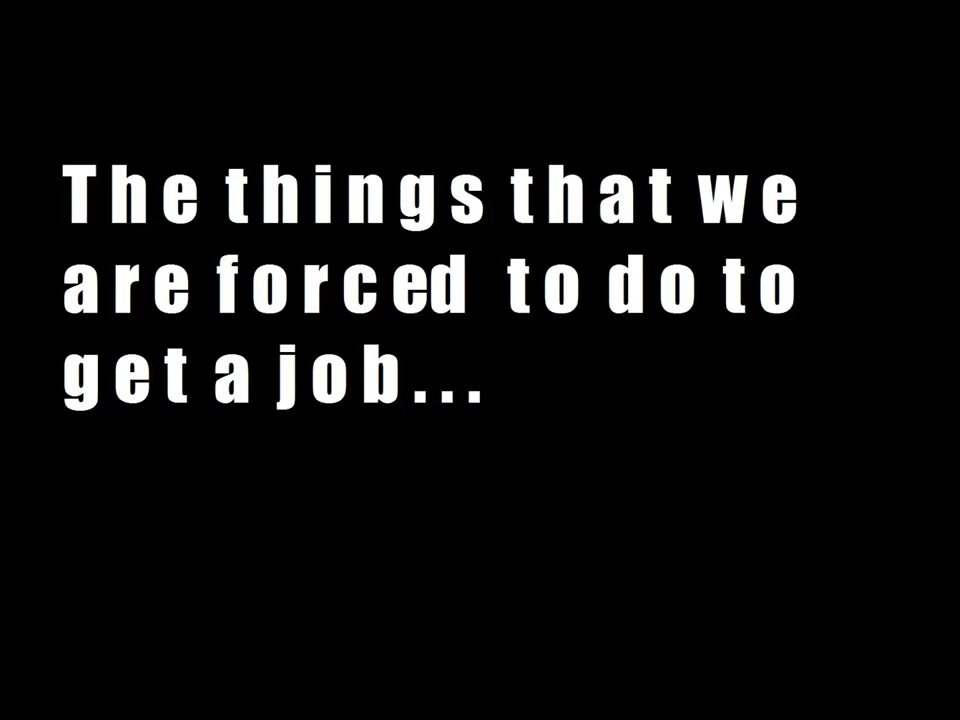 The things that we
are forced to do to
get a job...